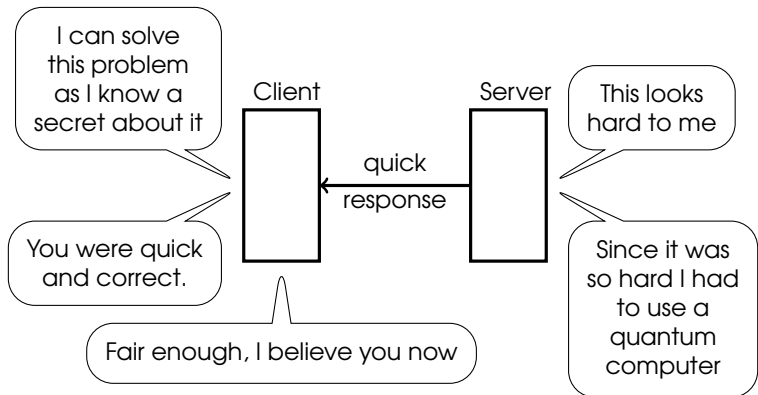 I can solve
this problem
as I know a
secret about it
Client
Server
This looks
hard to me
quick
response
You were quick
and correct.
Since it was
so hard I had
to use a
quantum
computer
Fair enough, I believe you now